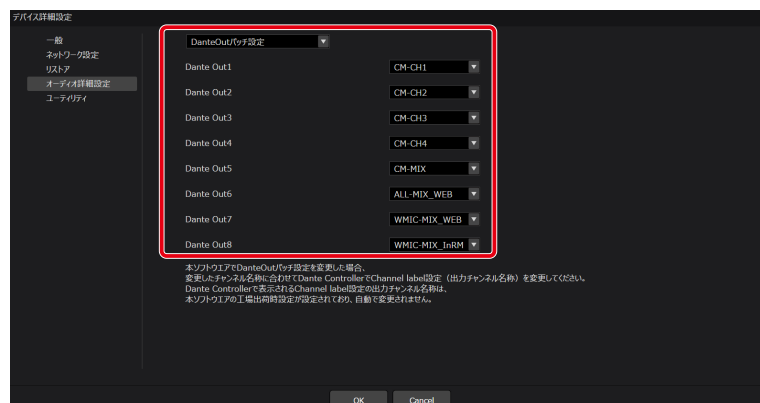 デバイス詳細設定
一般
ネットワーク設定
リストア
オーディオ詳細設定
ユーティリティ
DanteOutパッチ設定
Dante Out1 CM-CH1
Dante Out2 CM-CH2
Dante Out3 CM-CH3
Dante Out4 CM-CH4
Dante Out5 CM-MIX
Dante Out6 ALL-MIX_WEB
Dante Out7 WMIC-MIX_WEB
Dante Out8 WMIC-MIX_InRM
本ソフトウエアでDanteOutパッチ設定を変更した場合、
変更したチャンネル名称に合わせてDante ControllerでChannel label設定（出力チャンネル名称）を変更してください。
Dante Controllerで表示されるChannel label設定の出力チャンネル名称は、
本ソフトウエアの工場出荷時設定が設定されており、自動で変更されません。
OK Cancel